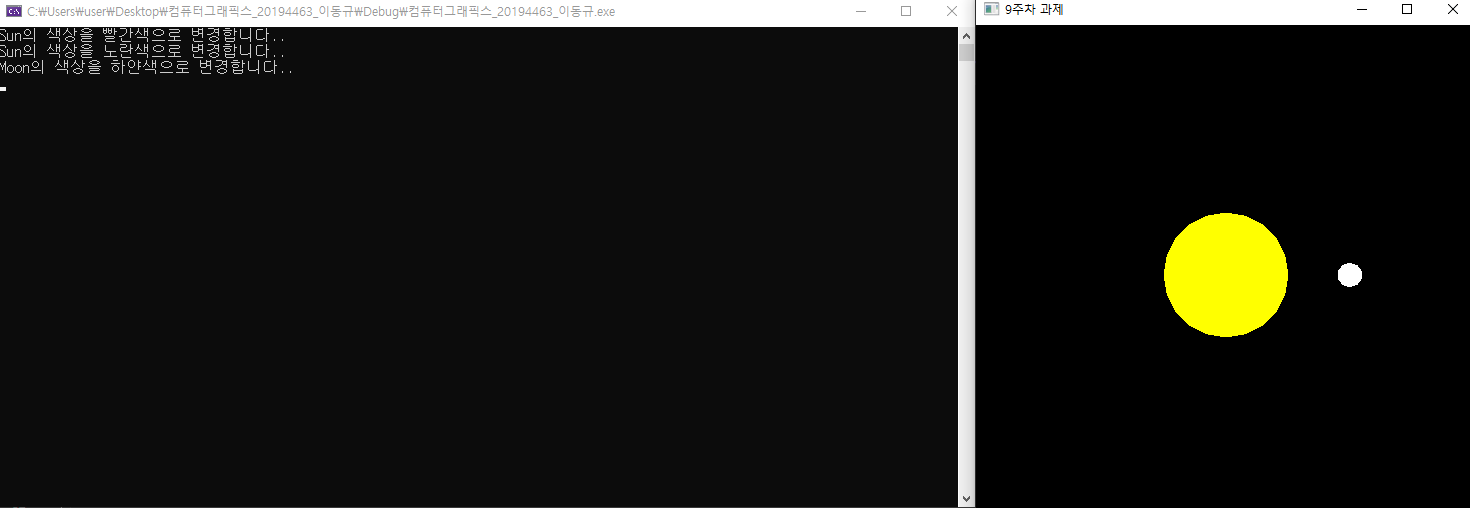 C:\Users\user\Desktop\컴퓨터그래픽스_20194463_이동규\Debug\컴퓨터그래픽스_20194463_이동규.exe
Sun의 색상을 빨간색으로 변경합니다..
Sun의 색상을 노란색으로 변경합니다..
Moon의 색상을 하얀색으로 변경합니다..
9주차 과제